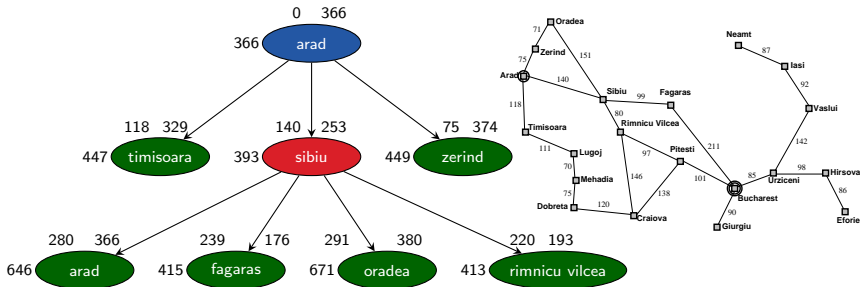 0 366
366 arad
118 329
447 timisoara
140 253
393 sibiu
75 374
449 zerind
280 366
646 arad
239 176
415 fagaras
291 380
671 oradea
220 193
413 rimnicu vilcea
Oradea
71
Neamt
Zerind
87
151
Iasi
75
Arad
140
92
Sibiu
99
Fagaras
118
Vaslui
80
Timisoara
Rimnicu Vilcea
111
Lugoj
97
Pitesti
211
142
70
98
Hirsova
Mehadia
146
101
85
Urziceni
75
138
86
Bucharest
Dobreta
120
Craiova
90
Giurgiu
Eforie